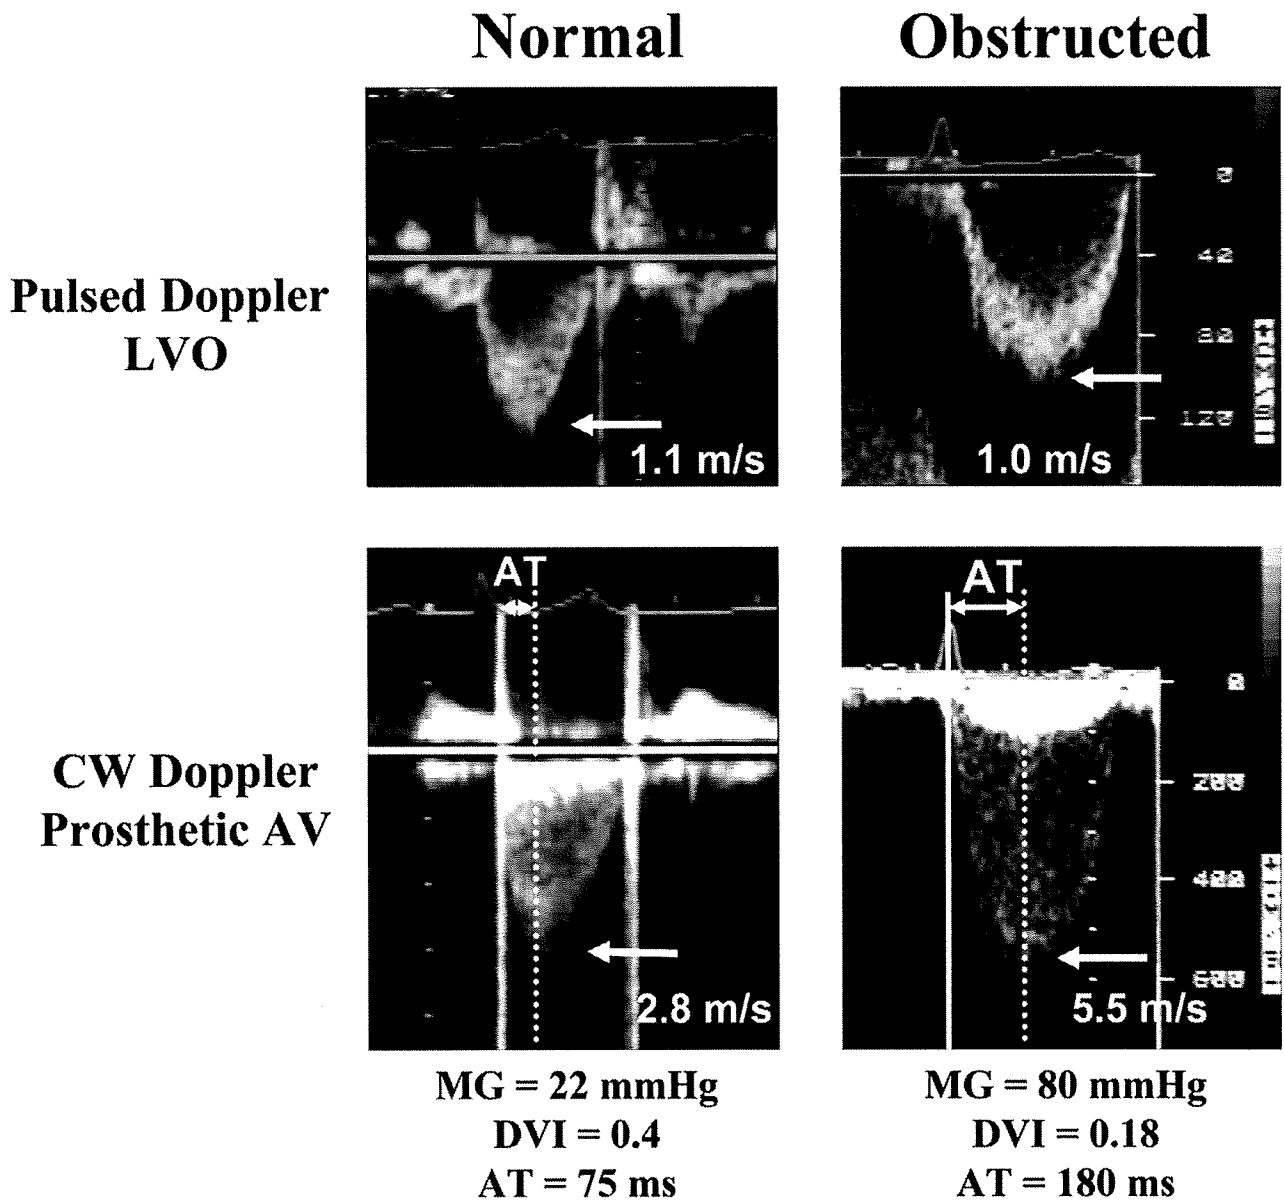 Normal
Obstructed
Pulsed Doppler
LVO
1.1 m/s
0
40
80
120
1.0 m/s
CW Doppler
Prosthetic AV
AT
2.8 m/s
AT
0
200
400
600
5.5 m/s
MG = 22 mmHg
DVI = 0.4
AT = 75 ms
MG = 80 mmHg
DVI = 0.18
AT = 180 ms